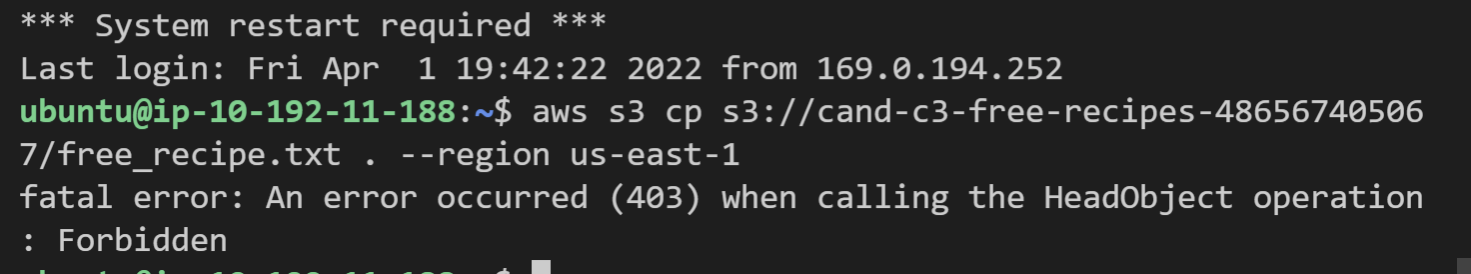 *** System restart required ***
Last login: Fri Apr  1 19:42:22 2022 from 169.0.194.252
ubuntu@ip-10-192-11-188:~$ aws s3 cp s3://cand-c3-free-recipes-48656740506
7/free_recipe.txt . --region us-east-1
fatal error: An error occurred (403) when calling the HeadObject operation
: Forbidden